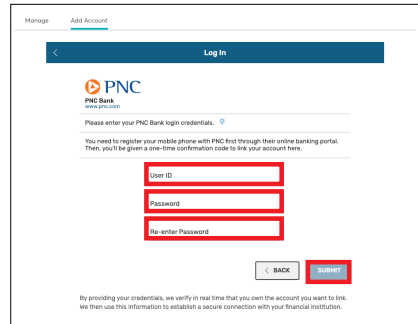 Manage Add Account
Log In
PNC
PNC Bank
www.pnc.com
Please enter your PNC Bank login credentials.
You need to register your mobile phone with PNC first through their online banking portal.
Then, you'll be given a one-time confirmation code to link your account here.
User ID
Password
Re-enter Password
BACK SUBMIT
By providing your credentials, we verify in real time that you own the account you want to link.
We then use this information to establish a secure connection with your financial institution.